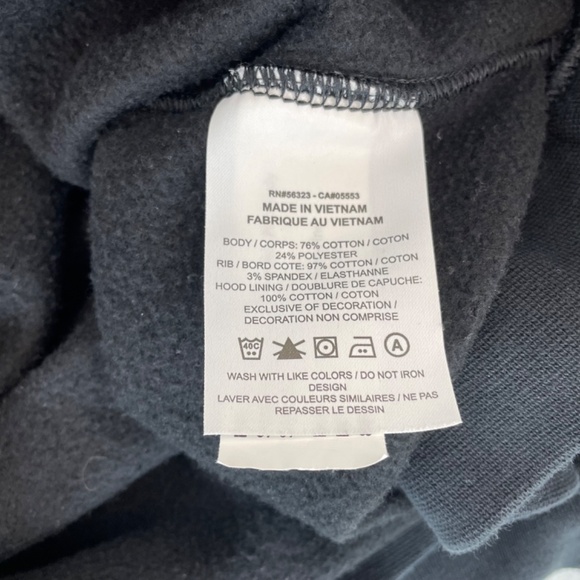 RN#56323 - CA#05553
MADE IN VIETNAM
FABRIQUE AU VIETNAM
BODY / CORPS: 76% COTTON / COTON
24% POLYESTER
RIB / BORD COTE: 97% COTTON / COTON
3% SPANDEX / ELASTHANNE
HOOD LINING / DOUBLURE DE CAPUCHE:
100% COTTON / COTON
EXCLUSIVE OF DECORATION /
DECORATION NON COMPRISE
40C A
WASH WITH LIKE COLORS / DO NOT IRON
DESIGN
LAVER AVEC COULEURS SIMILAIRES / NE PAS
REPASSER LE DESSIN